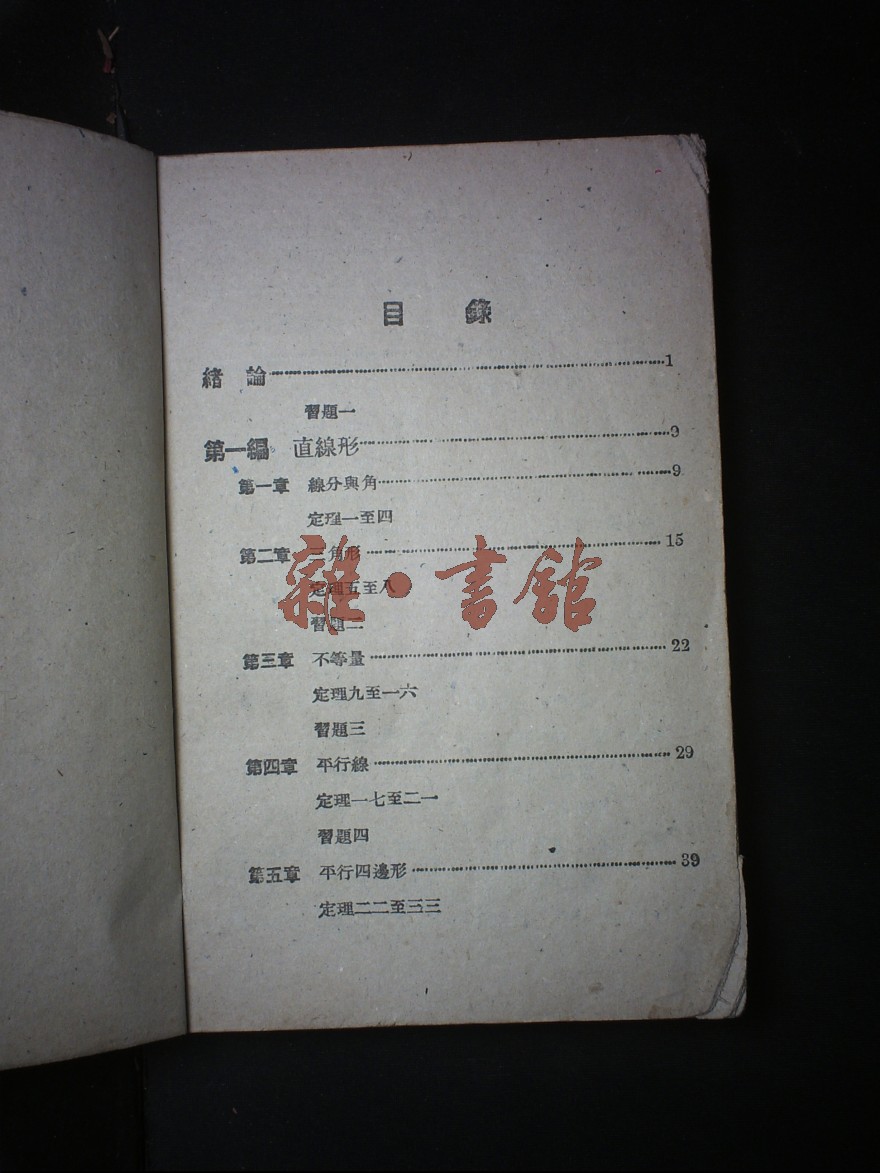 目 錄
緒 論 1
習題一
第一編 直線形 9
第一章 線分與角 9
定理一至四
第二章 三角形 15
雜·書舘
定理五至八
習題二
第三章 不等量 22
定理九至一六
習題三
第四章 平行線 29
定理一七至二一
習題四
第五章 平行四邊形 39
定理二二至三三